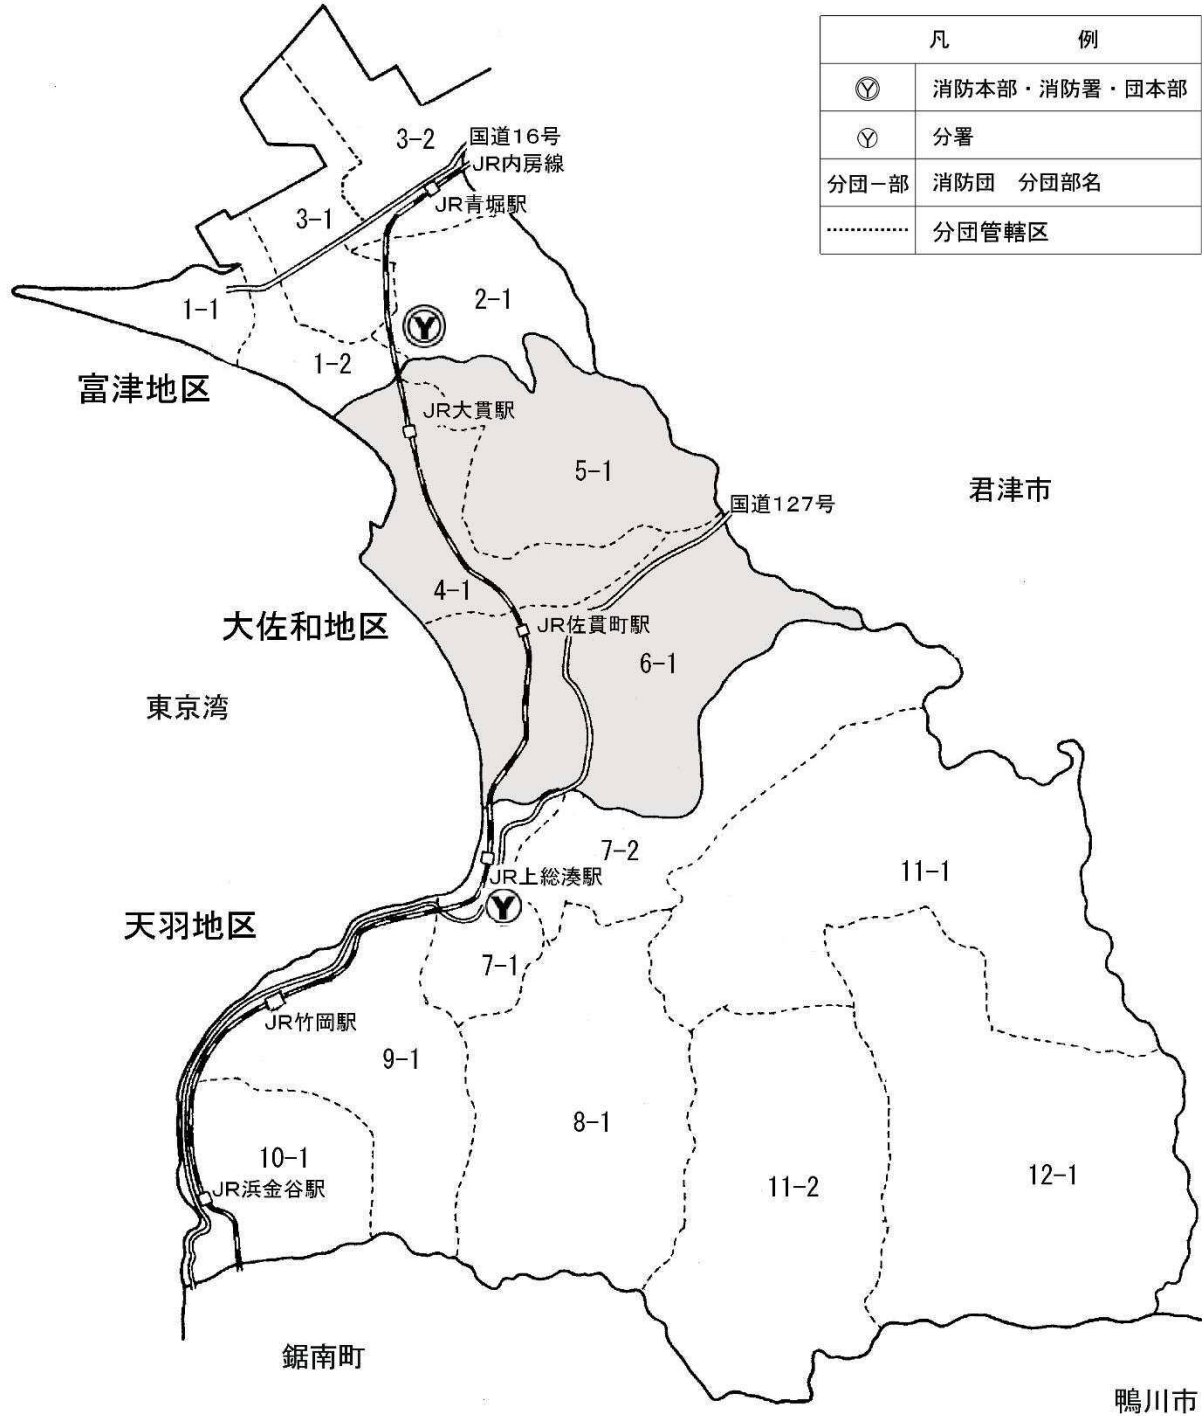 凡 例
消防本部・消防署・団本部
分署
分団－部 消防団 分団部名
分団管轄区
3-2
国道16号
JR内房線
JR青堀駅
3-1
1-1
2-1
Y
1-2
富津地区
JR大貫駅
5-1
君津市
国道127号
4-1
大佐和地区
JR佐貫町駅
6-1
東京湾
7-2
JR上総湊駅
11-1
天羽地区
Y
7-1
JR竹岡駅
9-1
8-1
10-1
JR浜金谷駅
11-2
12-1
鋸南町
鴨川市